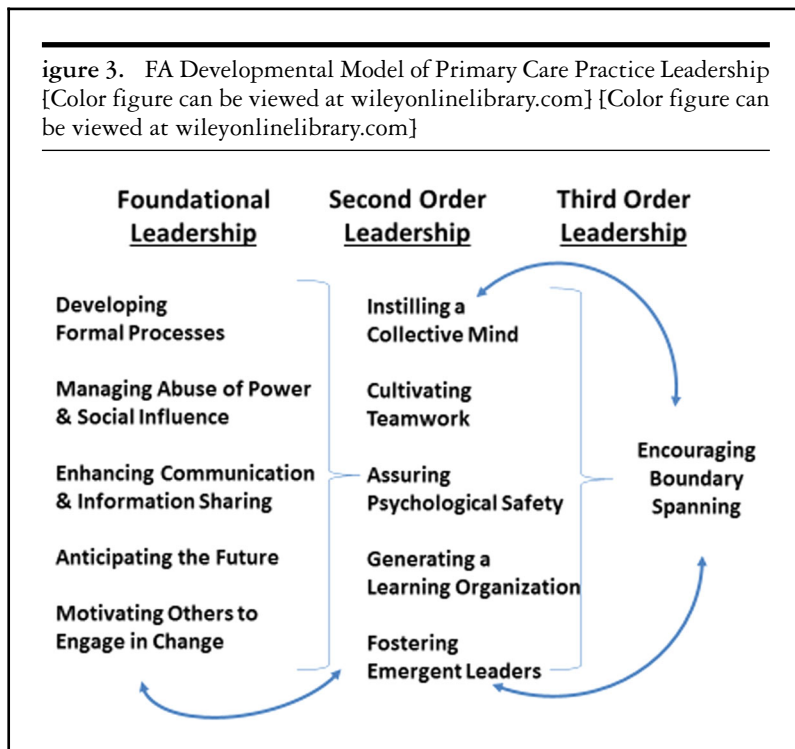 igure 3. FA Developmental Model of Primary Care Practice Leadership
[Color figure can be viewed at wileyonlinelibrary.com] [Color figure can
be viewed at wileyonlinelibrary.com]
Foundational
Leadership
Second Order
Leadership
Third Order
Leadership
Developing
Formal Processes
Managing Abuse of Power
& Social Influence
Enhancing Communication
& Information Sharing
Anticipating the Future
Motivating Others to
Engage in Change
Instilling a
Collective Mind
Cultivating
Teamwork
Assuring
Psychological Safety
Generating a
Learning Organization
Fostering
Emergent Leaders
Encouraging
Boundary
Spanning